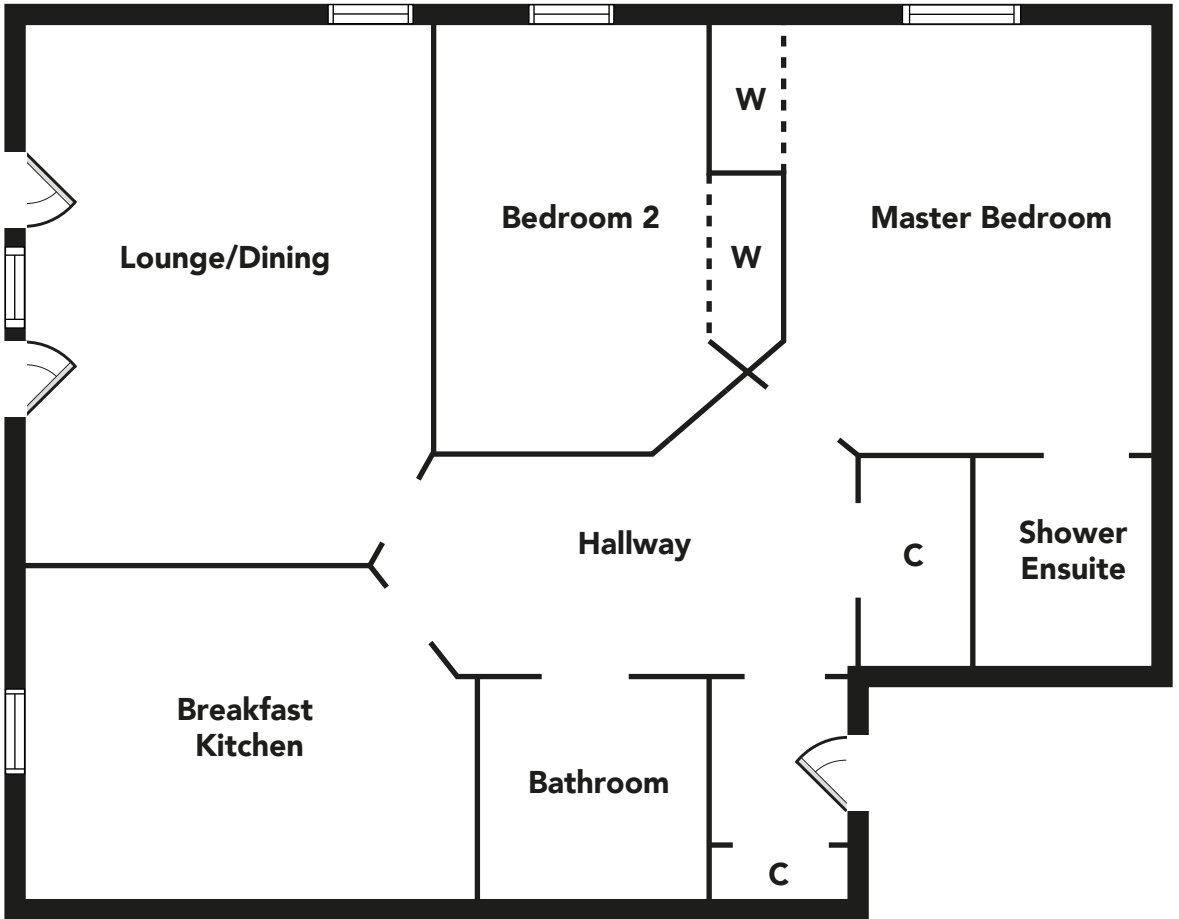 W
Bedroom 2
Master Bedroom
W
Lounge/Dining
Hallway
C
Shower
Ensuite
Breakfast
Kitchen
Bathroom
C